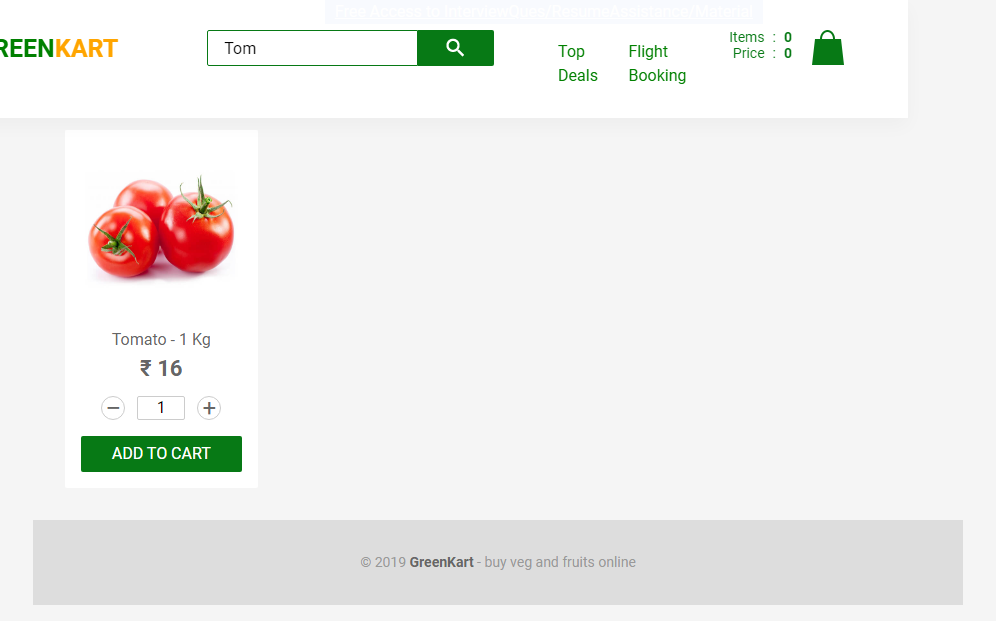 Free Access to InterviewQues/ResumeAssistance/Material
REENKART
Tom
Top
Deals
Flight
Booking
Items : 0
Price : 0
Tomato - 1 Kg
₹ 16
1
ADD TO CART
© 2019 GreenKart - buy veg and fruits online